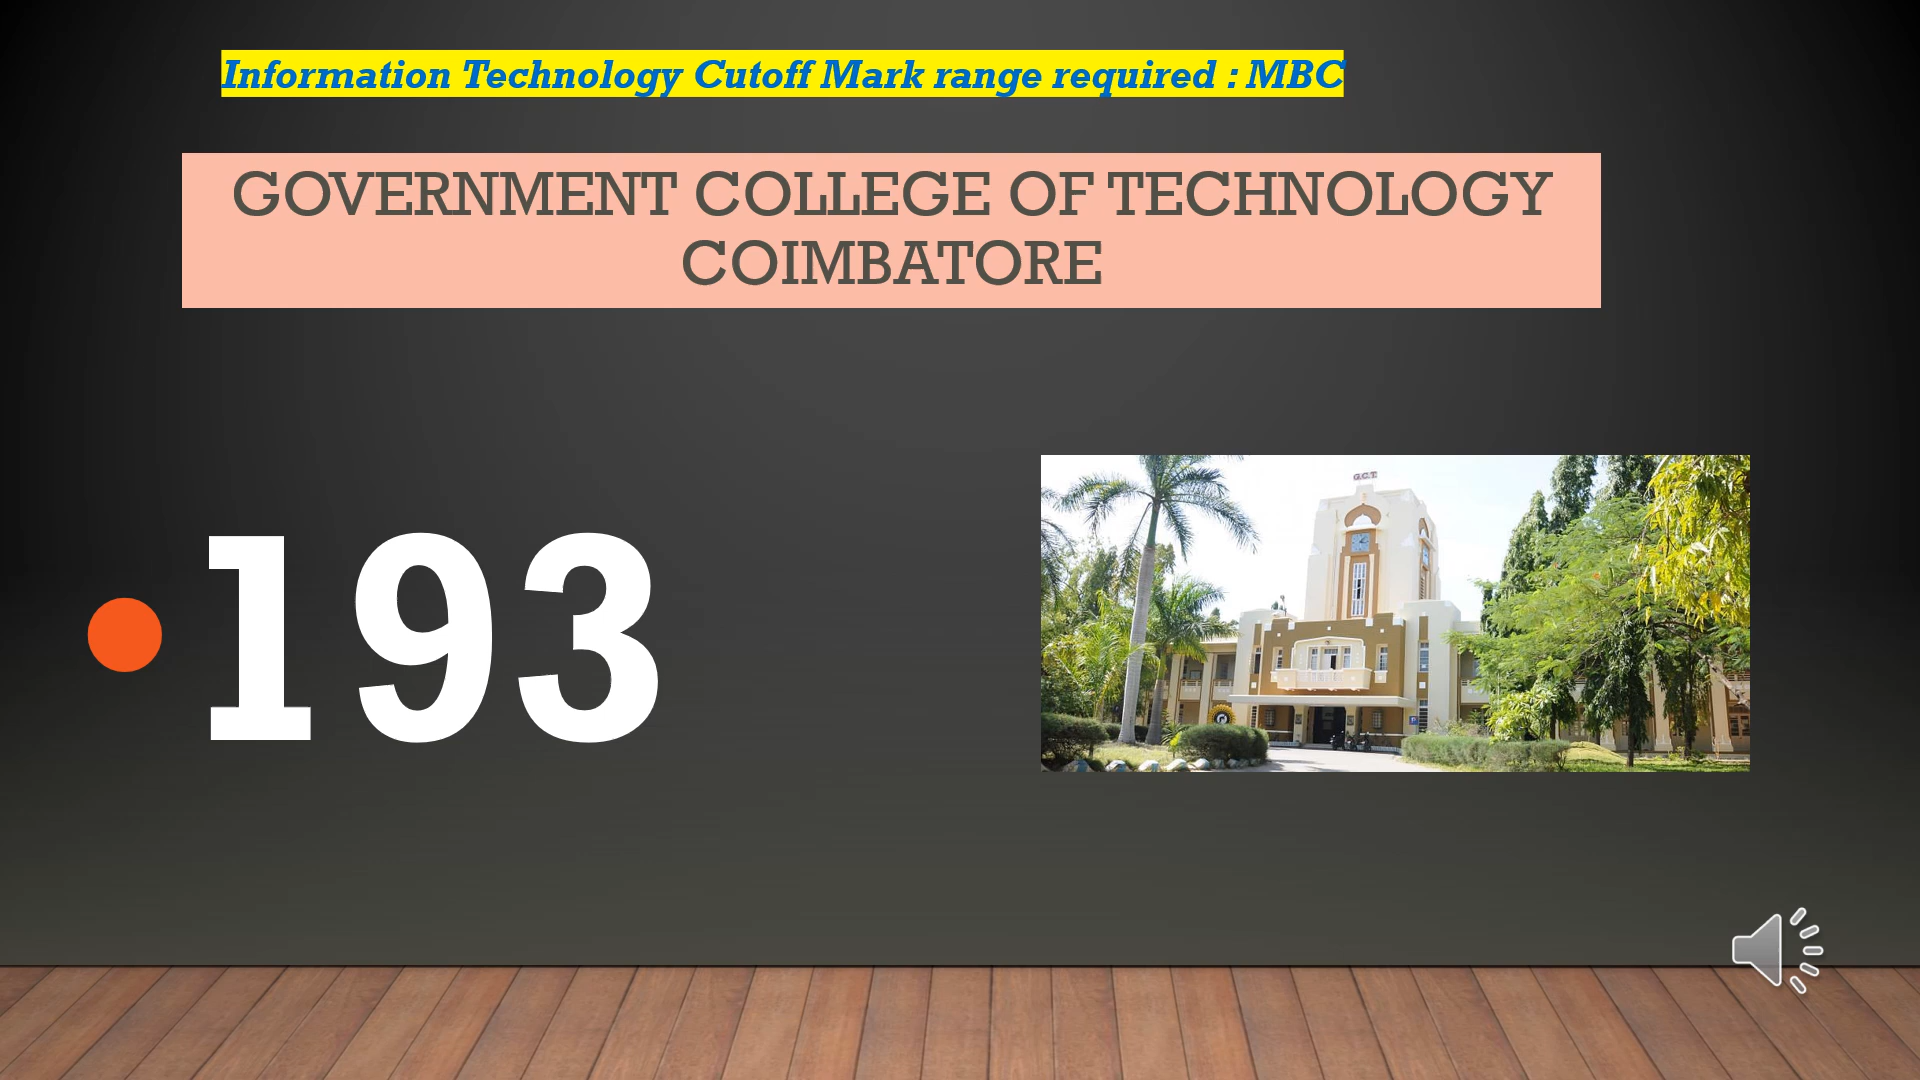 Information Technology Cutoff Mark range required : MBC
GOVERNMENT COLLEGE OF TECHNOLOGY
COIMBATORE
193
G.C.T.